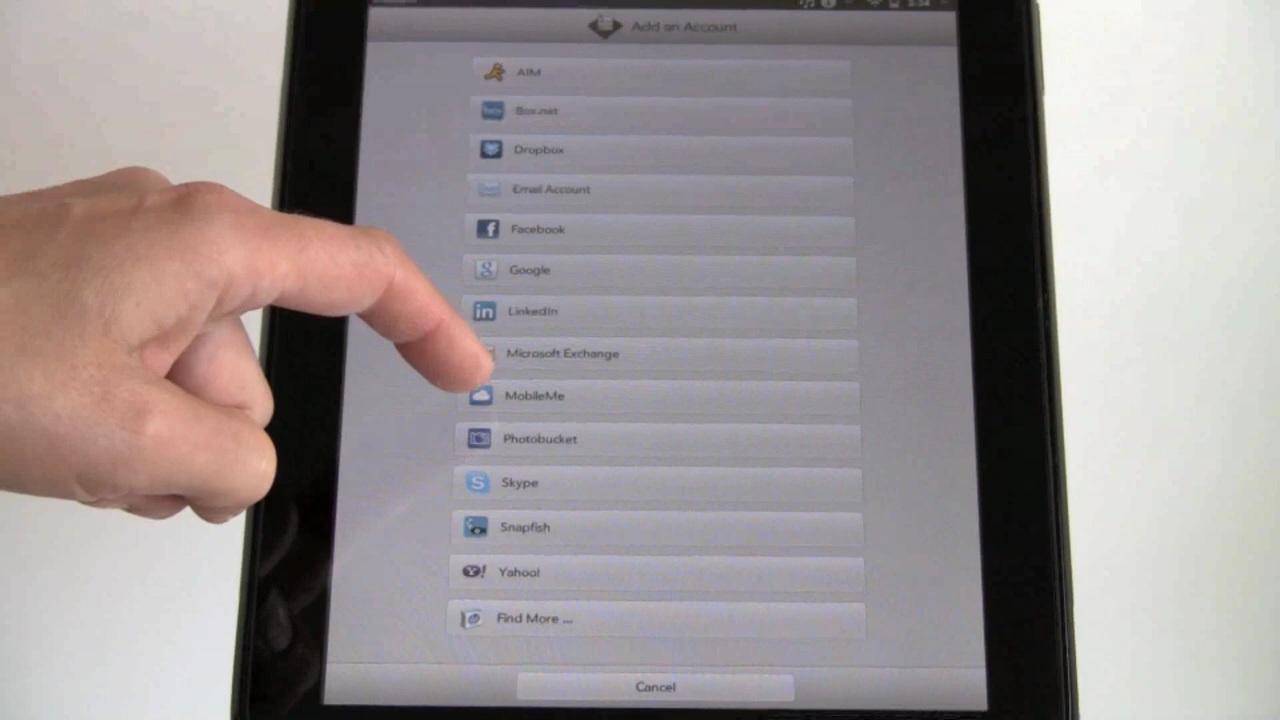 Add an Account
AIM
Box.net
Dropbox
Email Account
Facebook
Google
LinkedIn
Microsoft Exchange
MobileMe
Photobucket
Skype
Snapfish
Yahoo!
Find More ...
Cancel